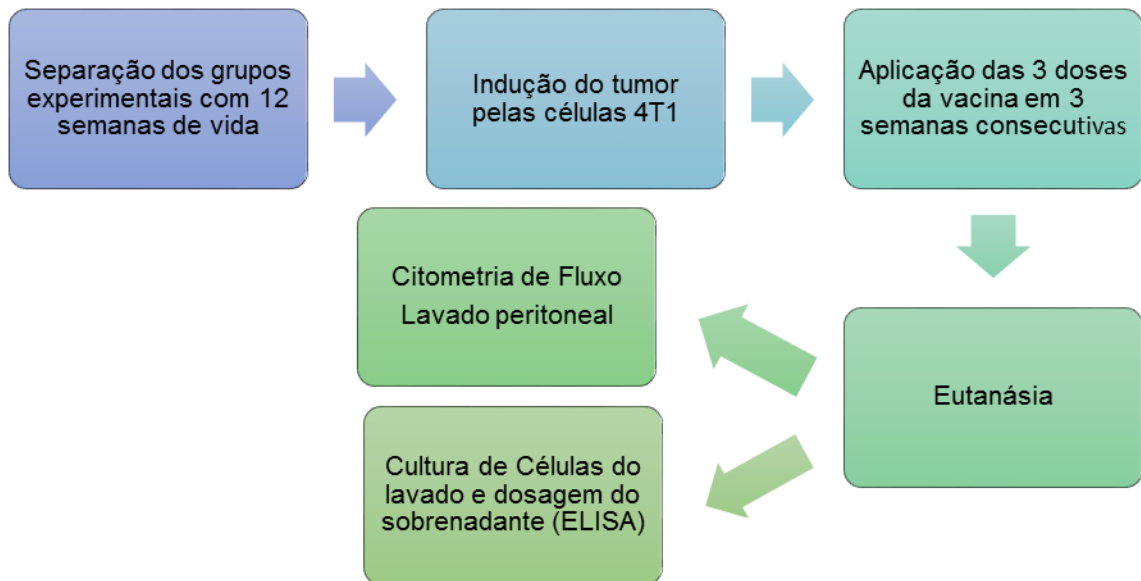 Separação dos grupos
experimentais com 12
semanas de vida
Indução do tumor
pelas células 4T1
Aplicação das 3 doses
da vacina em 3
semanas consecutivas
Eutanásia
Citometria de Fluxo
Lavado peritoneal
Cultura de Células do
lavado e dosagem do
sobrenadante (ELISA)